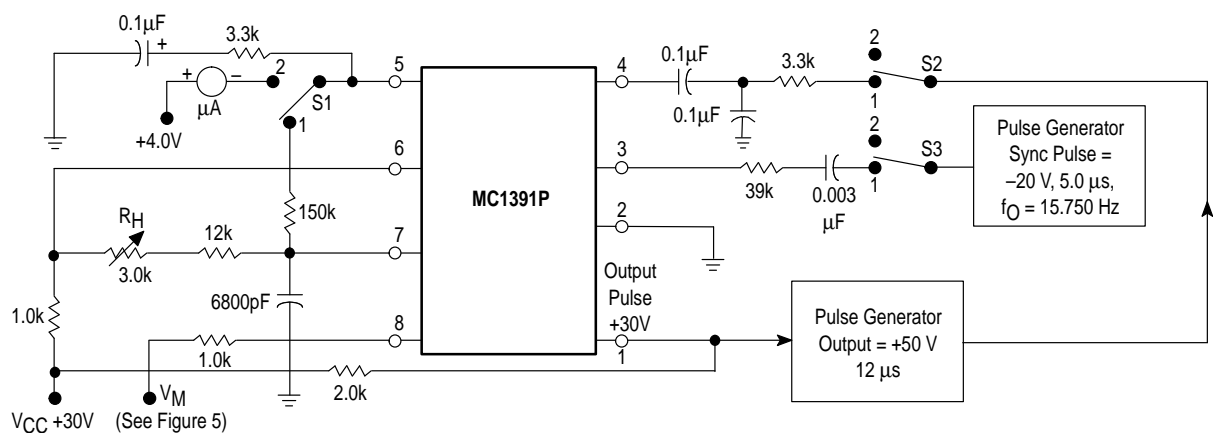 0.1µF
+
3.3k
+
–
µA
2
S1
1
+4.0V
5
6
7
8
150k
RH
3.0k
12k
6800pF
1.0k
1.0k
2.0k
VCC +30V
VM
(See Figure 5)
MC1391P
4
3
2
Output
Pulse
+30V
1
0.1µF
0.1µF
3.3k
2
1
S2
39k
0.003
µF
2
1
S3
Pulse Generator
Sync Pulse =
–20 V, 5.0 µs,
fO = 15.750 Hz
Pulse Generator
Output = +50 V
12 µs